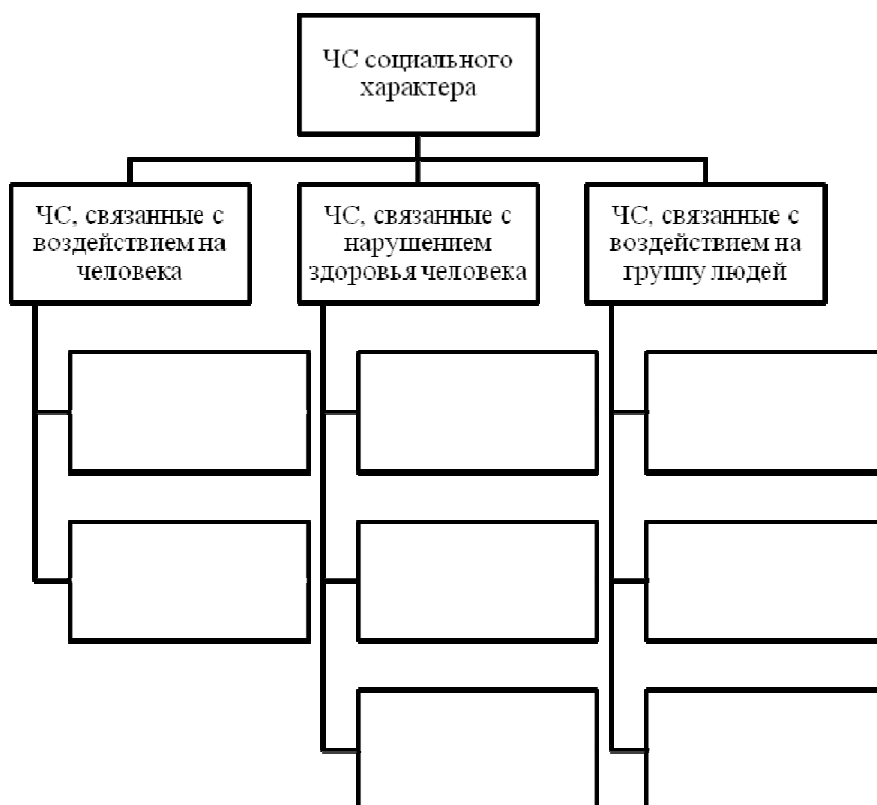 ЧС социального
характера
ЧС, связанные с
воздействием на
человека
ЧС, связанные с
нарушением
здоровья человека
ЧС, связанные с
воздействием на
группу людей